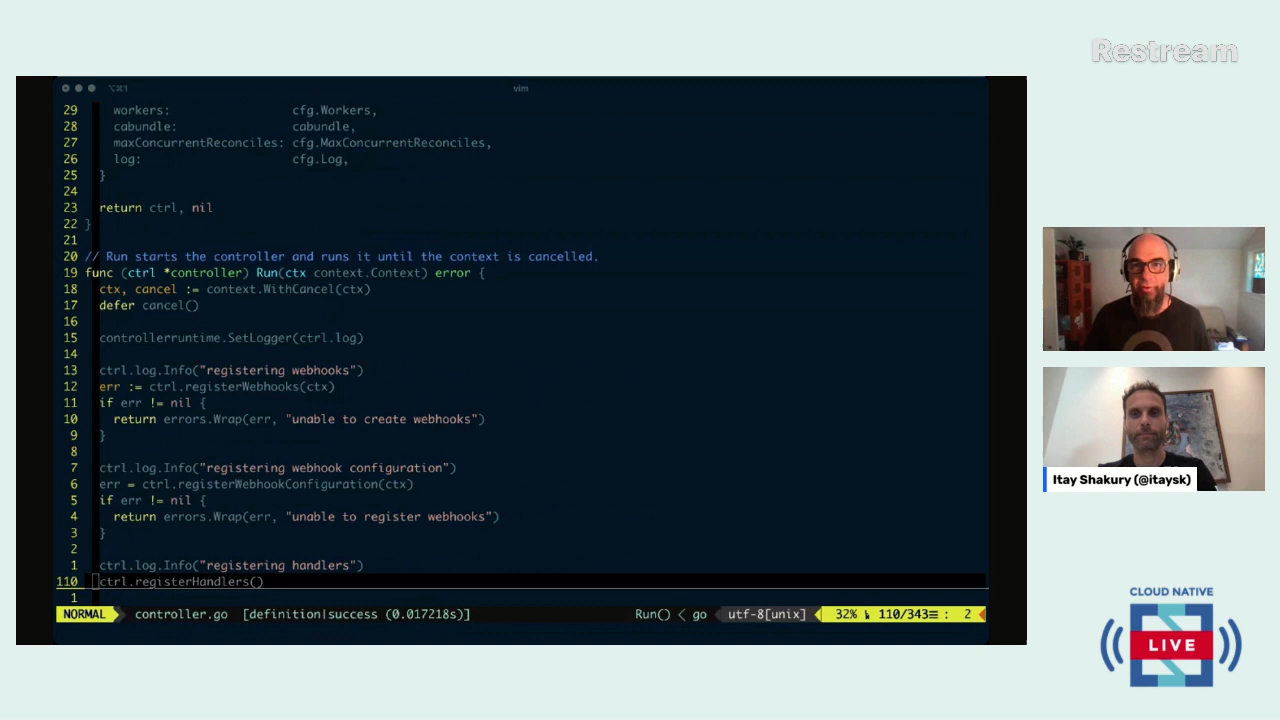 Restream
⌥⌘1 vim
29 workers: cfg.Workers,
28 cabundle: cabundle,
27 maxConcurrentReconciles: cfg.MaxConcurrentReconciles,
26 log: cfg.Log,
25 }
24
23 return ctrl, nil
22 }
21
20 // Run starts the controller and runs it until the context is cancelled.
19 func (ctrl *controller) Run(ctx context.Context) error {
18 ctx, cancel := context.WithCancel(ctx)
17 defer cancel()
16
15 controllerruntime.SetLogger(ctrl.log)
14
13 ctrl.log.Info("registering webhooks")
12 err := ctrl.registerWebhooks(ctx)
11 if err != nil {
10 return errors.Wrap(err, "unable to create webhooks")
9 }
8
7 ctrl.log.Info("registering webhook configuration")
6 err = ctrl.registerWebhookConfiguration(ctx)
5 if err != nil {
4 return errors.Wrap(err, "unable to register webhooks")
3 }
2
1 ctrl.log.Info("registering handlers")
110 ctrl.registerHandlers()
1
NORMAL controller.go [definition|success (0.017218s)] Run() < go utf-8[unix] 32% 110/343≡ : 2
Itay Shakury (@itaysk)
CLOUD NATIVE
LIVE